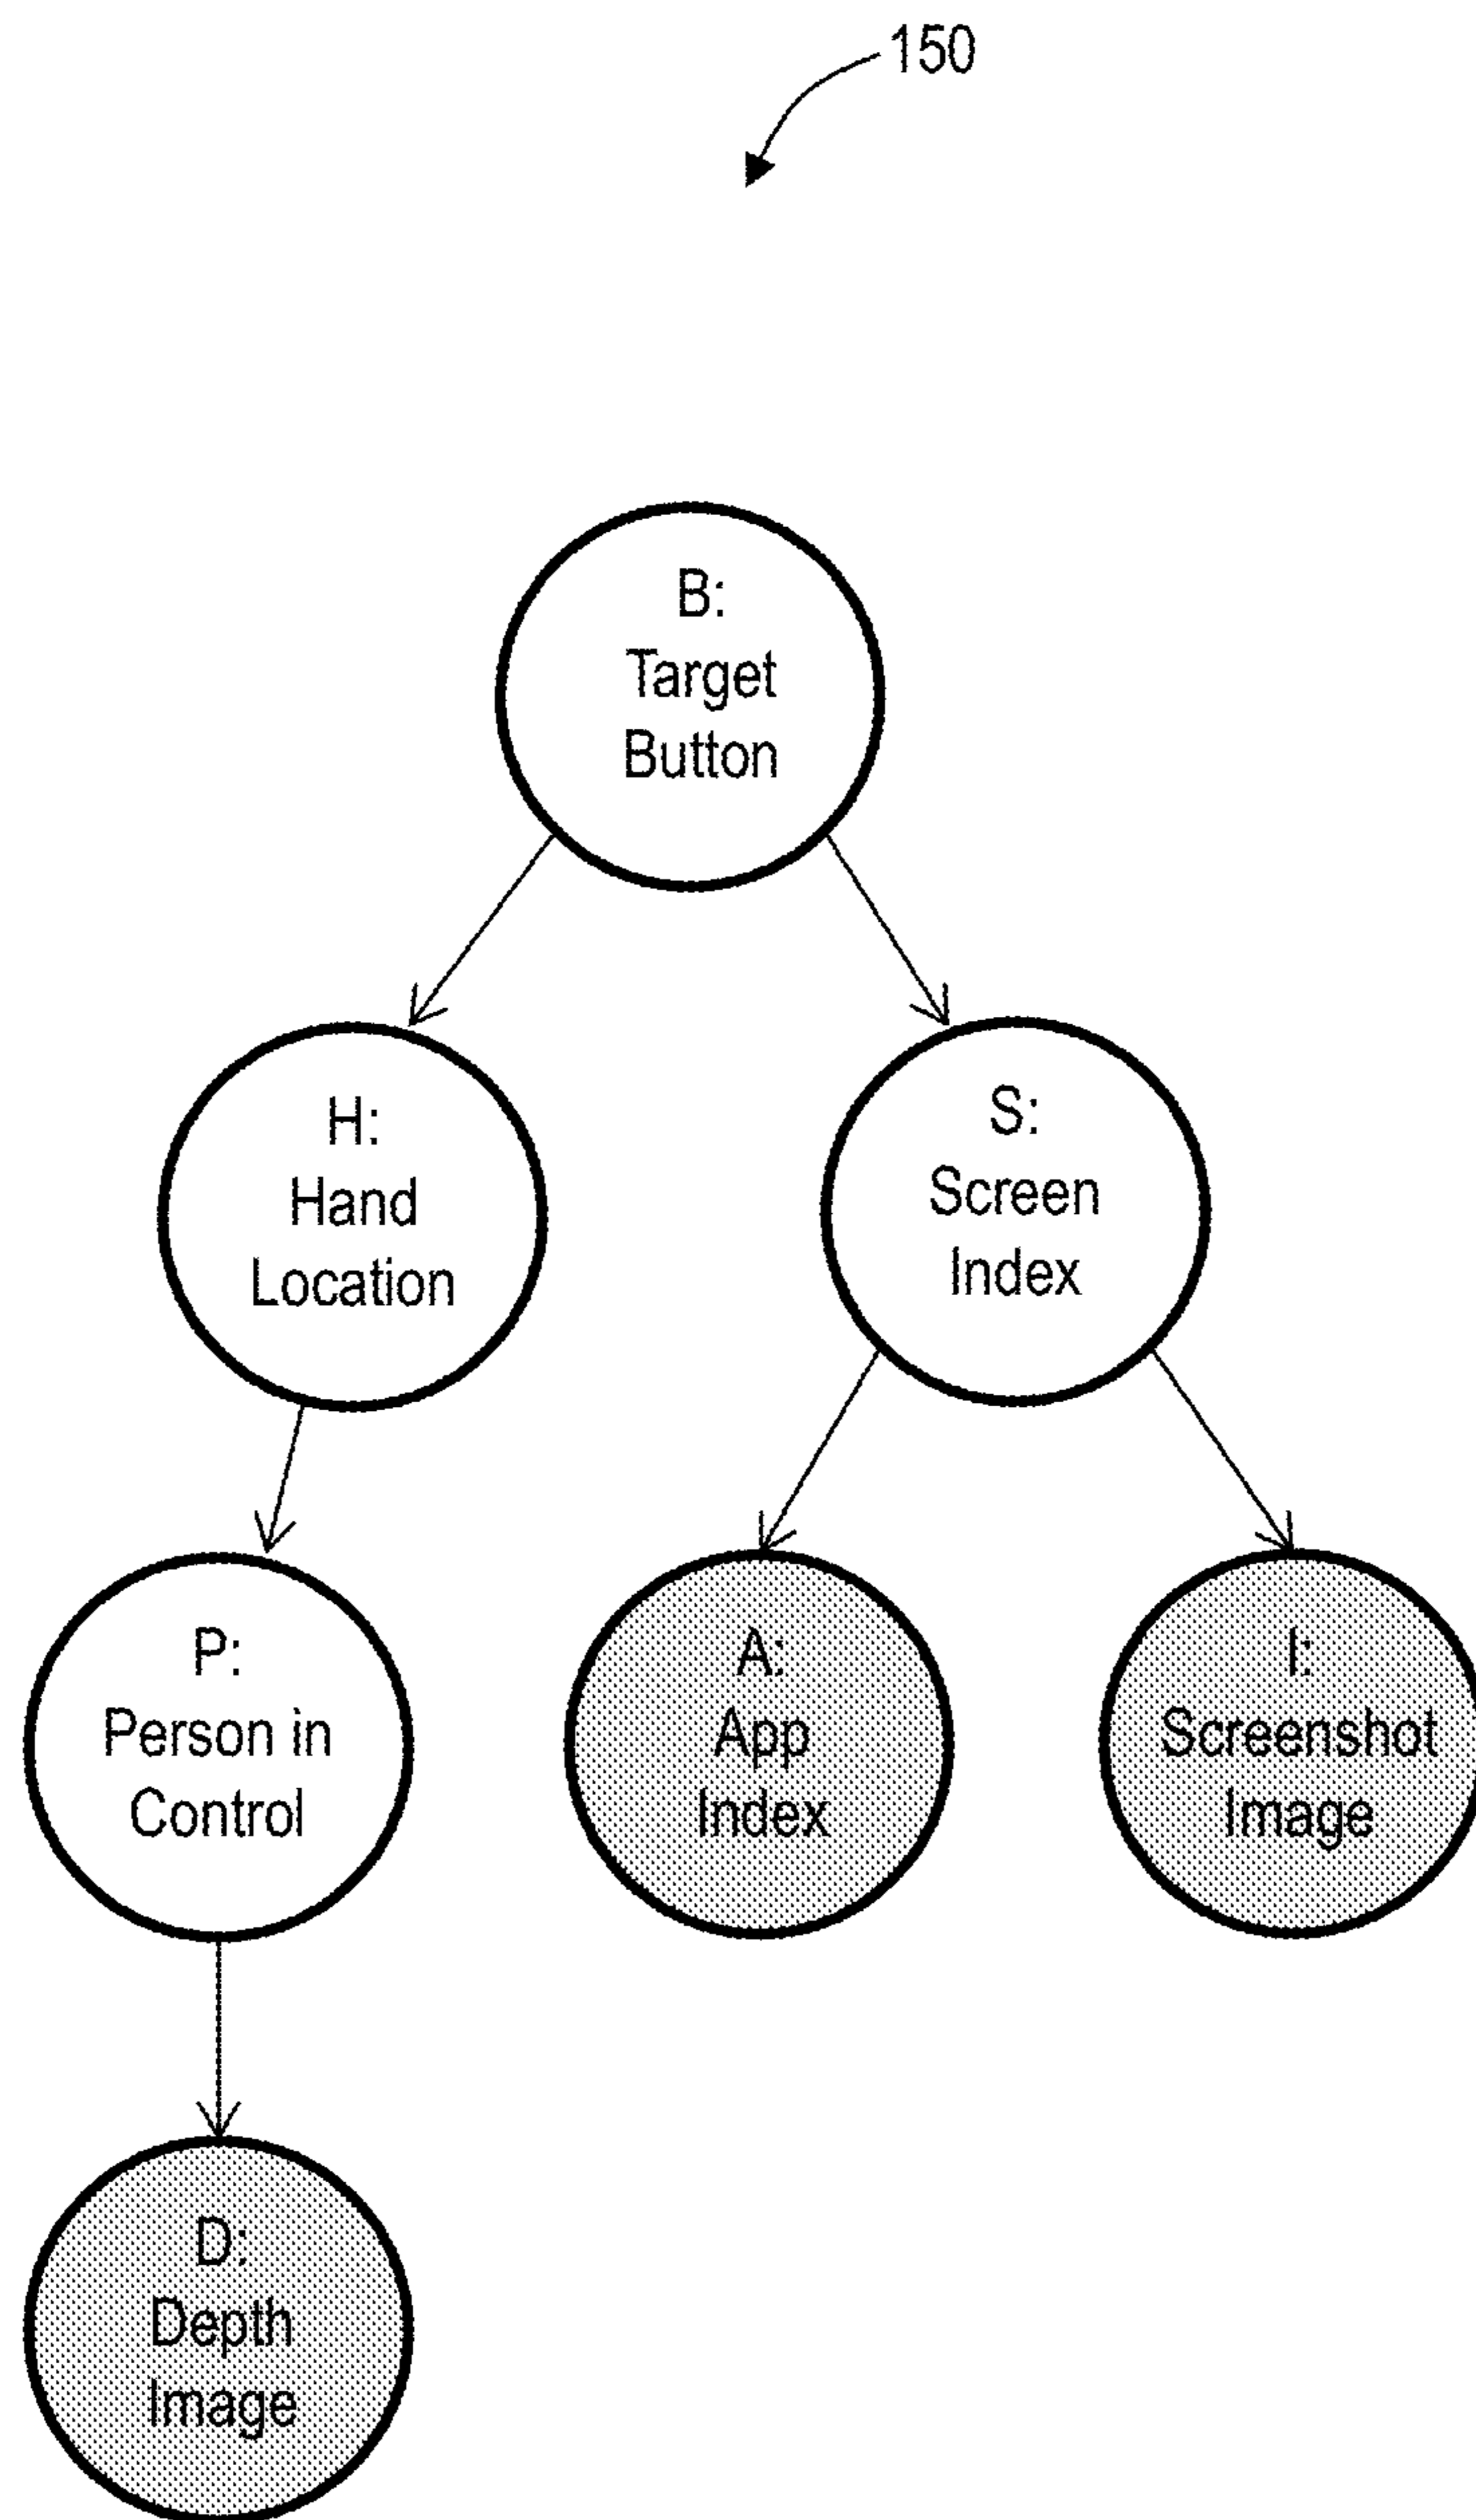 150
B:
Target
Button
H:
Hand
Location
S:
Screen
Index
P:
Person in
Control
A:
App
Index
I:
Screenshot
Image
D:
Depth
Image